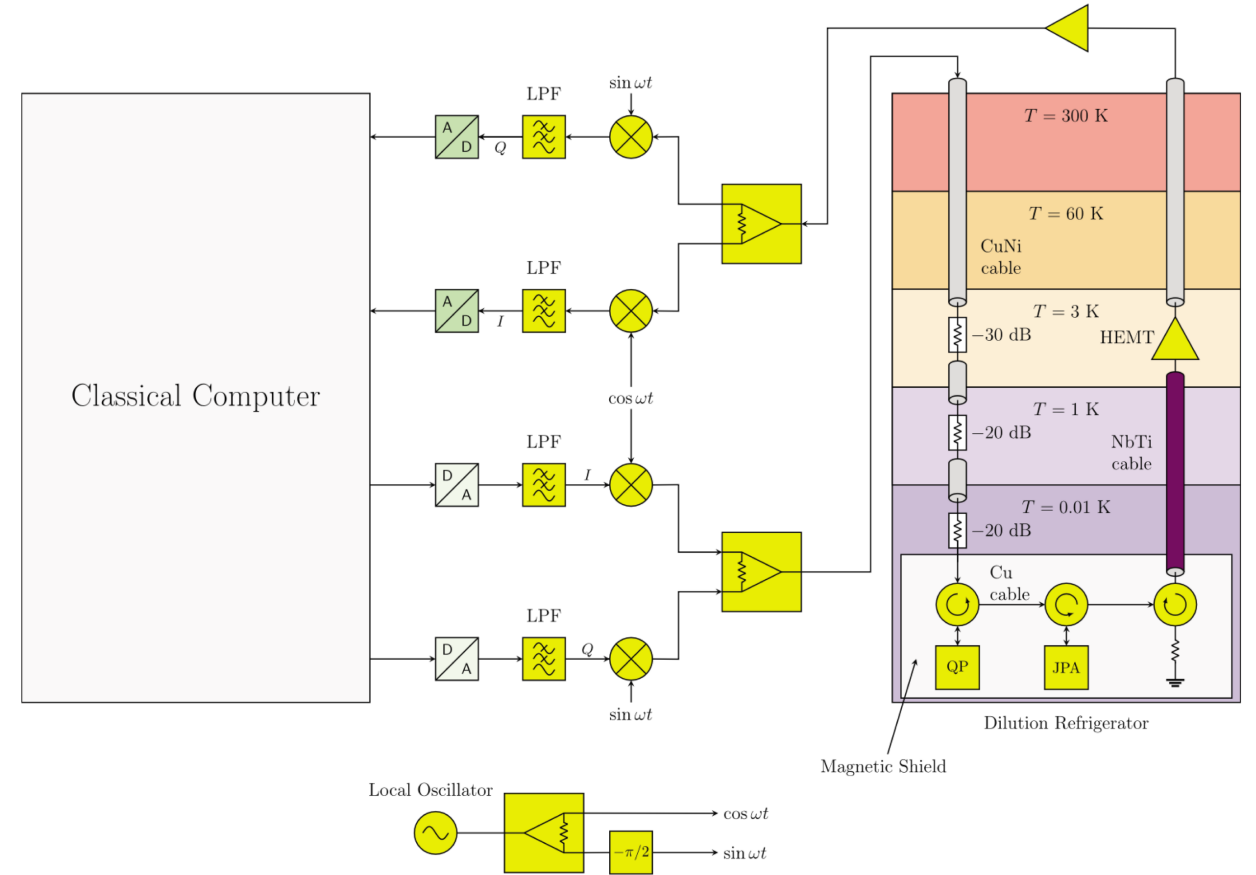 sin ωt
LPF
T = 300 K
A
D
Q
T = 60 K
CuNi
cable
LPF
A
D
I
T = 3 K
−30 dB
HEMT
Classical Computer
cos ωt
T = 1 K
−20 dB
NbTi
cable
LPF
D
A
I
T = 0.01 K
−20 dB
Cu
cable
LPF
D
A
Q
QP
JPA
sin ωt
Dilution Refrigerator
Magnetic Shield
Local Oscillator
cos ωt
−π/2
sin ωt